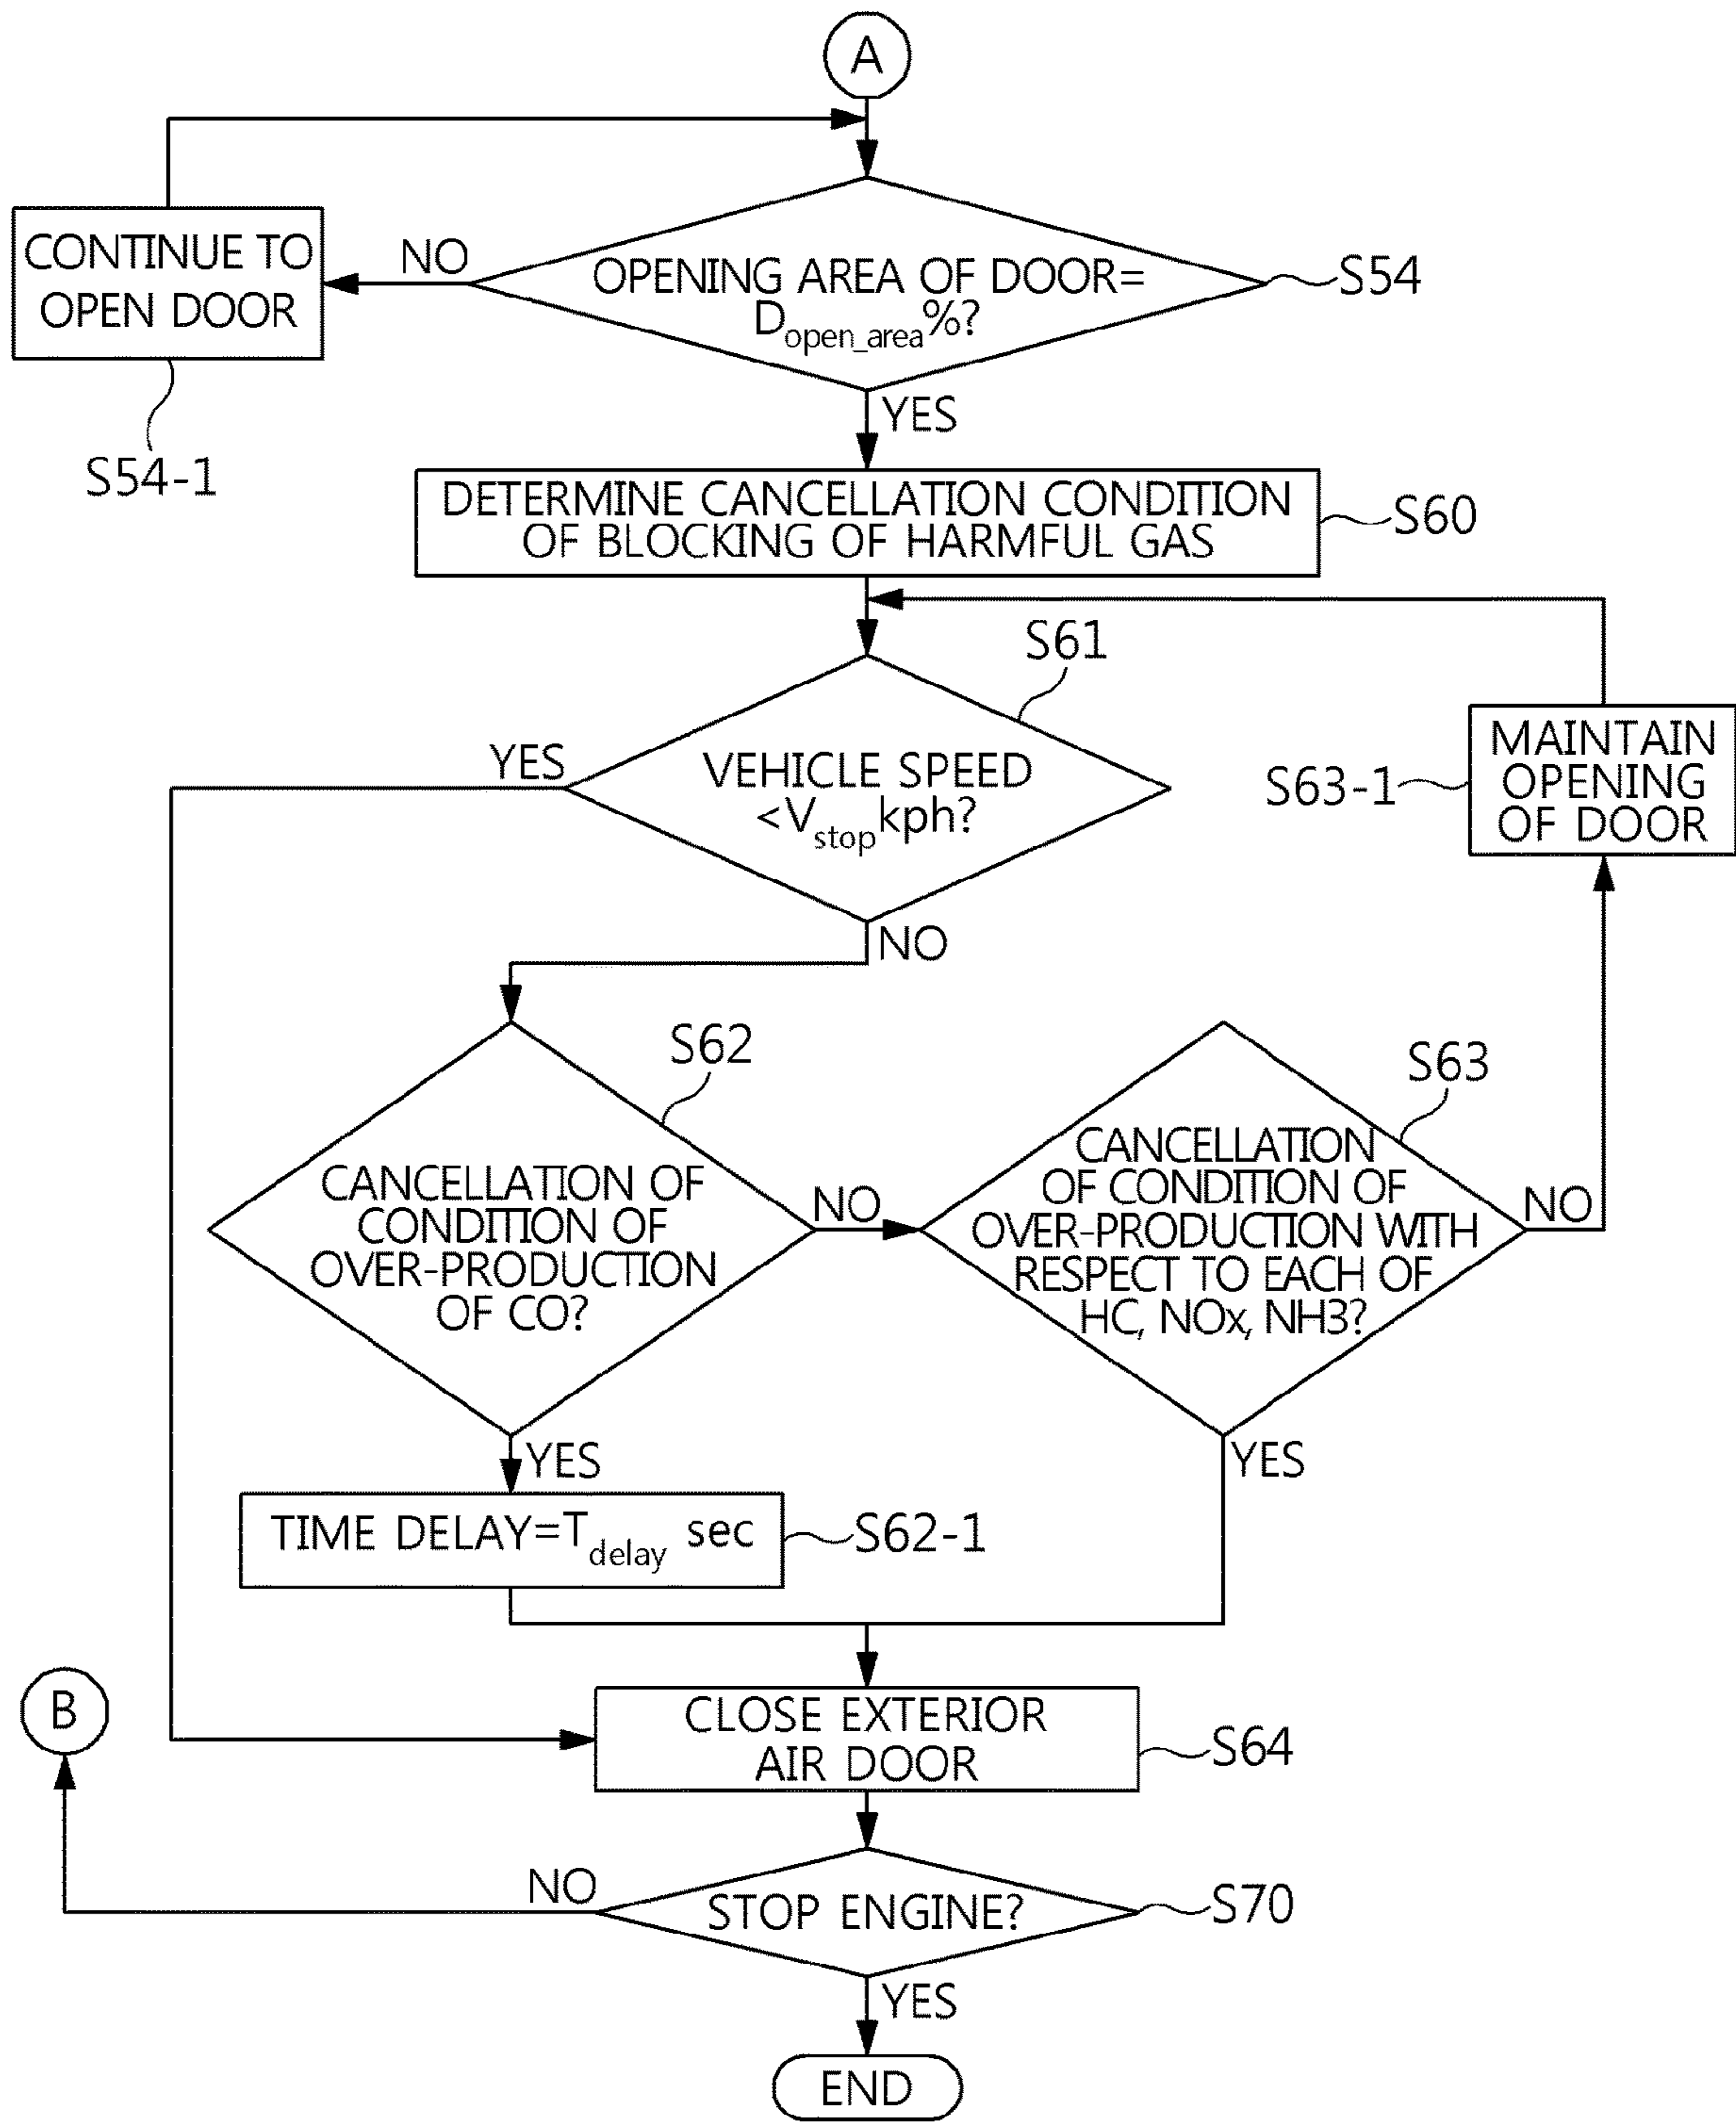 A
CONTINUE TO
OPEN DOOR
NO
OPENING AREA OF DOOR=
Dopen_area%?
S54
S54-1
YES
DETERMINE CANCELLATION CONDITION
OF BLOCKING OF HARMFUL GAS
S60
S61
YES
VEHICLE SPEED
<Vstop kph?
S63-1
MAINTAIN
OPENING
OF DOOR
NO
S62
S63
CANCELLATION OF
CONDITION OF
OVER-PRODUCTION
OF CO?
NO
CANCELLATION
OF CONDITION OF
OVER-PRODUCTION WITH
RESPECT TO EACH OF
HC, NOx, NH3?
NO
YES
YES
TIME DELAY=Tdelay sec
S62-1
B
CLOSE EXTERIOR
AIR DOOR
S64
NO
STOP ENGINE?
S70
YES
END